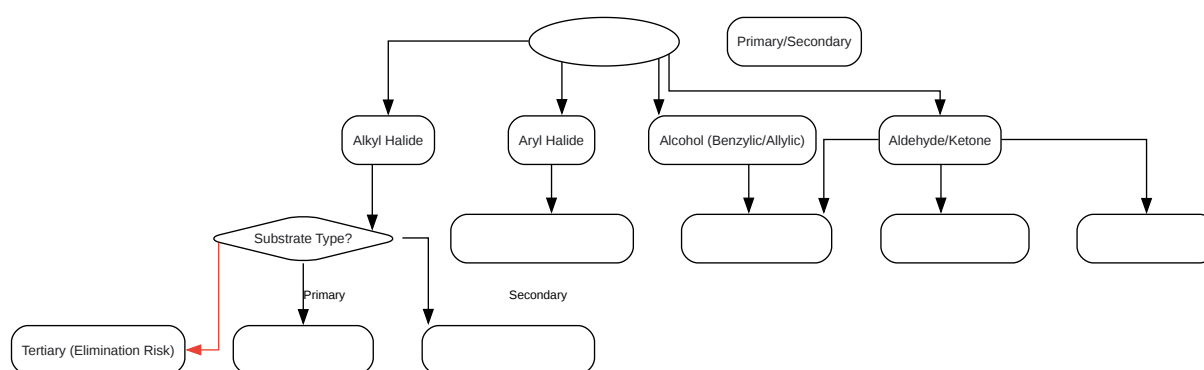 Primary/Secondary
Alkyl Halide
Aryl Halide
Alcohol (Benzylic/Allylic)
Aldehyde/Ketone
Substrate Type?
Primary
Secondary
Tertiary (Elimination Risk)